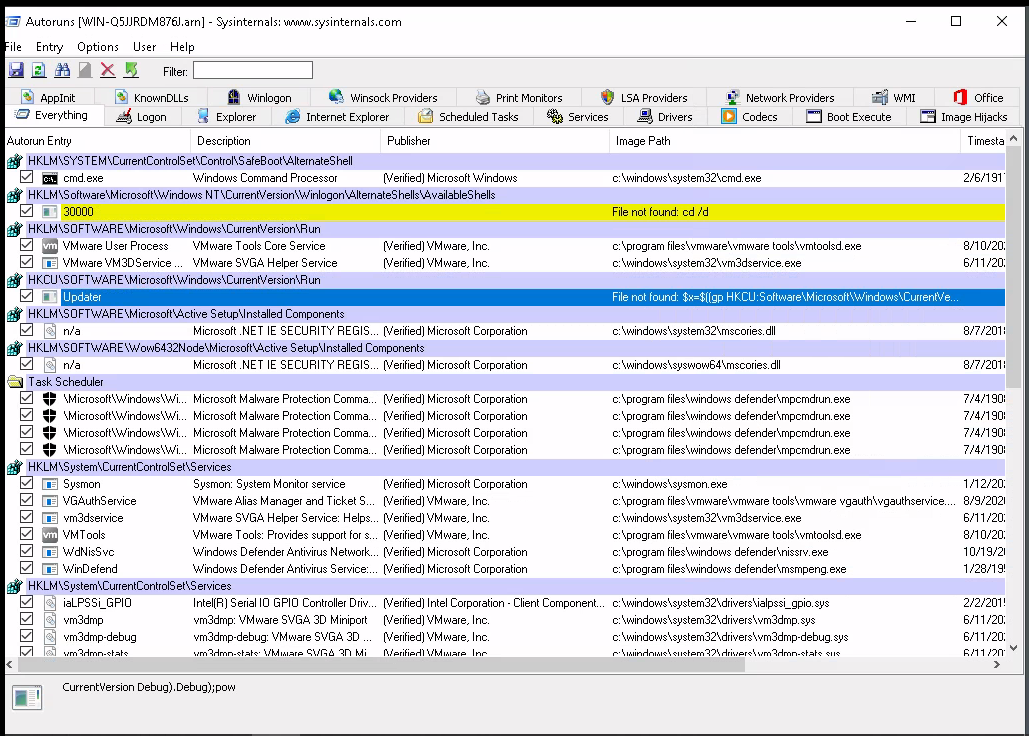 Autoruns [WIN-Q5JJRDM876J.arn] - Sysinternals: www.sysinternals.com
File Entry Options User Help
Filter:
AppInit KnownDLLs Winlogon Winsock Providers Print Monitors LSA Providers Network Providers WMI Office
Everything Logon Explorer Internet Explorer Scheduled Tasks Services Drivers Codecs Boot Execute Image Hijacks
Autorun Entry Description Publisher Image Path Timesta
HKLM\SYSTEM\CurrentControlSet\Control\SafeBoot\AlternateShell
cmd.exe Windows Command Processor (Verified) Microsoft Windows c:\windows\system32\cmd.exe 2/6/191
HKLM\Software\Microsoft\Windows NT\CurrentVersion\Winlogon\AlternateShells\AvailableShells
30000 File not found: cd /d
HKLM\SOFTWARE\Microsoft\Windows\CurrentVersion\Run
VMware User Process VMware Tools Core Service (Verified) VMware, Inc. c:\program files\vmware\vmware tools\vmtoolsd.exe 8/10/20
VMware VM3DService ... VMware SVGA Helper Service (Verified) VMware, Inc. c:\windows\system32\vm3dservice.exe 6/11/20
HKCU\SOFTWARE\Microsoft\Windows\CurrentVersion\Run
Updater File not found: $x=$((gp HKCU:Software\Microsoft\Windows\CurrentVe...
HKLM\SOFTWARE\Microsoft\Active Setup\Installed Components
n/a Microsoft .NET IE SECURITY REGIS... (Verified) Microsoft Corporation c:\windows\system32\mscories.dll 8/7/201
HKLM\SOFTWARE\Wow6432Node\Microsoft\Active Setup\Installed Components
n/a Microsoft .NET IE SECURITY REGIS... (Verified) Microsoft Corporation c:\windows\syswow64\mscories.dll 8/7/201
Task Scheduler
\Microsoft\Windows\Wi... Microsoft Malware Protection Comma... (Verified) Microsoft Corporation c:\program files\windows defender\mpcmdrun.exe 7/4/190
\Microsoft\Windows\Wi... Microsoft Malware Protection Comma... (Verified) Microsoft Corporation c:\program files\windows defender\mpcmdrun.exe 7/4/190
\Microsoft\Windows\Wi... Microsoft Malware Protection Comma... (Verified) Microsoft Corporation c:\program files\windows defender\mpcmdrun.exe 7/4/190
\Microsoft\Windows\Wi... Microsoft Malware Protection Comma... (Verified) Microsoft Corporation c:\program files\windows defender\mpcmdrun.exe 7/4/190
HKLM\System\CurrentControlSet\Services
Sysmon Sysmon: System Monitor service (Verified) Microsoft Corporation c:\windows\sysmon.exe 1/12/20
VGAuthService VMware Alias Manager and Ticket S... (Verified) VMware, Inc. c:\program files\vmware\vmware tools\vmware vgauth\vgauthservice.... 8/9/202
vm3dservice VMware SVGA Helper Service: Helps... (Verified) VMware, Inc. c:\windows\system32\vm3dservice.exe 6/11/20
VMTools VMware Tools: Provides support for s... (Verified) VMware, Inc. c:\program files\vmware\vmware tools\vmtoolsd.exe 8/10/20
WdNisSvc Windows Defender Antivirus Network... (Verified) Microsoft Corporation c:\program files\windows defender\nissrv.exe 10/19/2
WinDefend Windows Defender Antivirus Service:... (Verified) Microsoft Corporation c:\program files\windows defender\msmpeng.exe 1/28/19
HKLM\System\CurrentControlSet\Services
iaLPSSi_GPIO Intel(R) Serial IO GPIO Controller Driv... (Verified) Intel Corporation - Client Component... c:\windows\system32\drivers\ialpssi_gpio.sys 2/2/201
vm3dmp vm3dmp: VMware SVGA 3D Miniport (Verified) VMware, Inc. c:\windows\system32\drivers\vm3dmp.sys 6/11/20
vm3dmp-debug vm3dmp-debug: VMware SVGA 3D ... (Verified) VMware, Inc. c:\windows\system32\drivers\vm3dmp-debug.sys 6/11/20
vm3dmp-stats vm3dmp-stats: VMware SVGA 3D Mi... (Verified) VMware, Inc. c:\windows\system32\drivers\vm3dmp-stats.sys 6/11/20
CurrentVersion Debug).Debug);pow